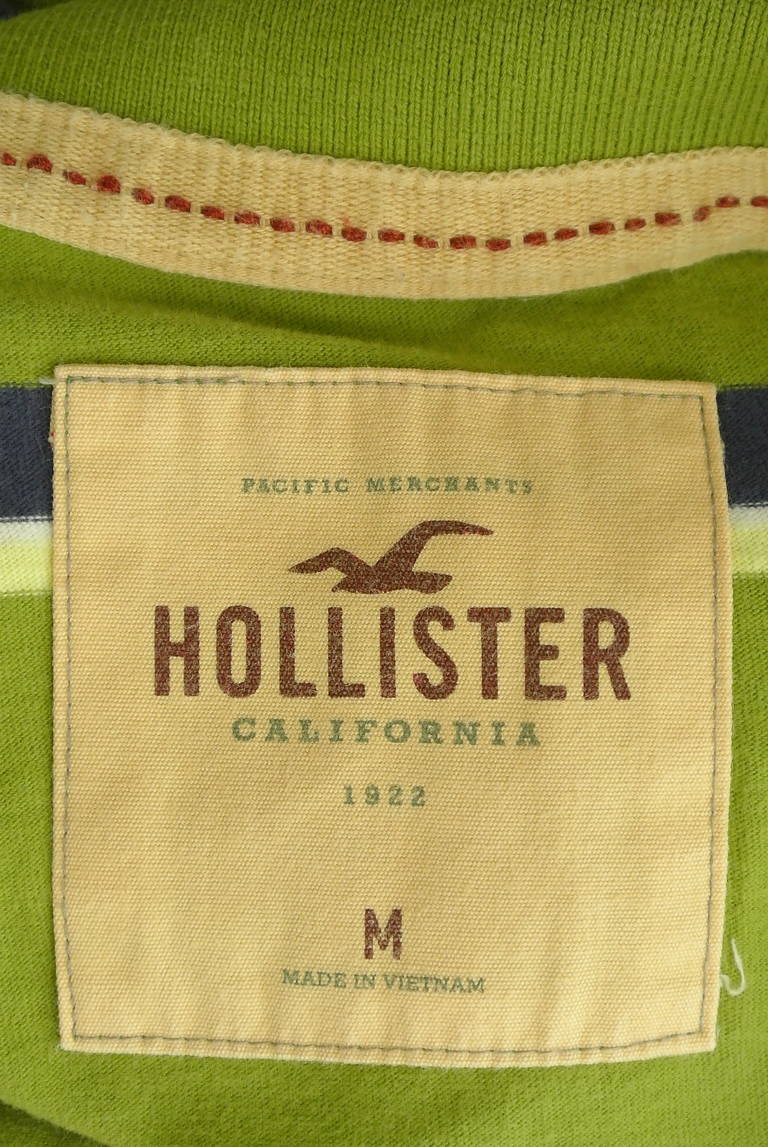 PACIFIC MERCHANTS
HOLLISTER
CALIFORNIA
1922
M
MADE IN VIETNAM